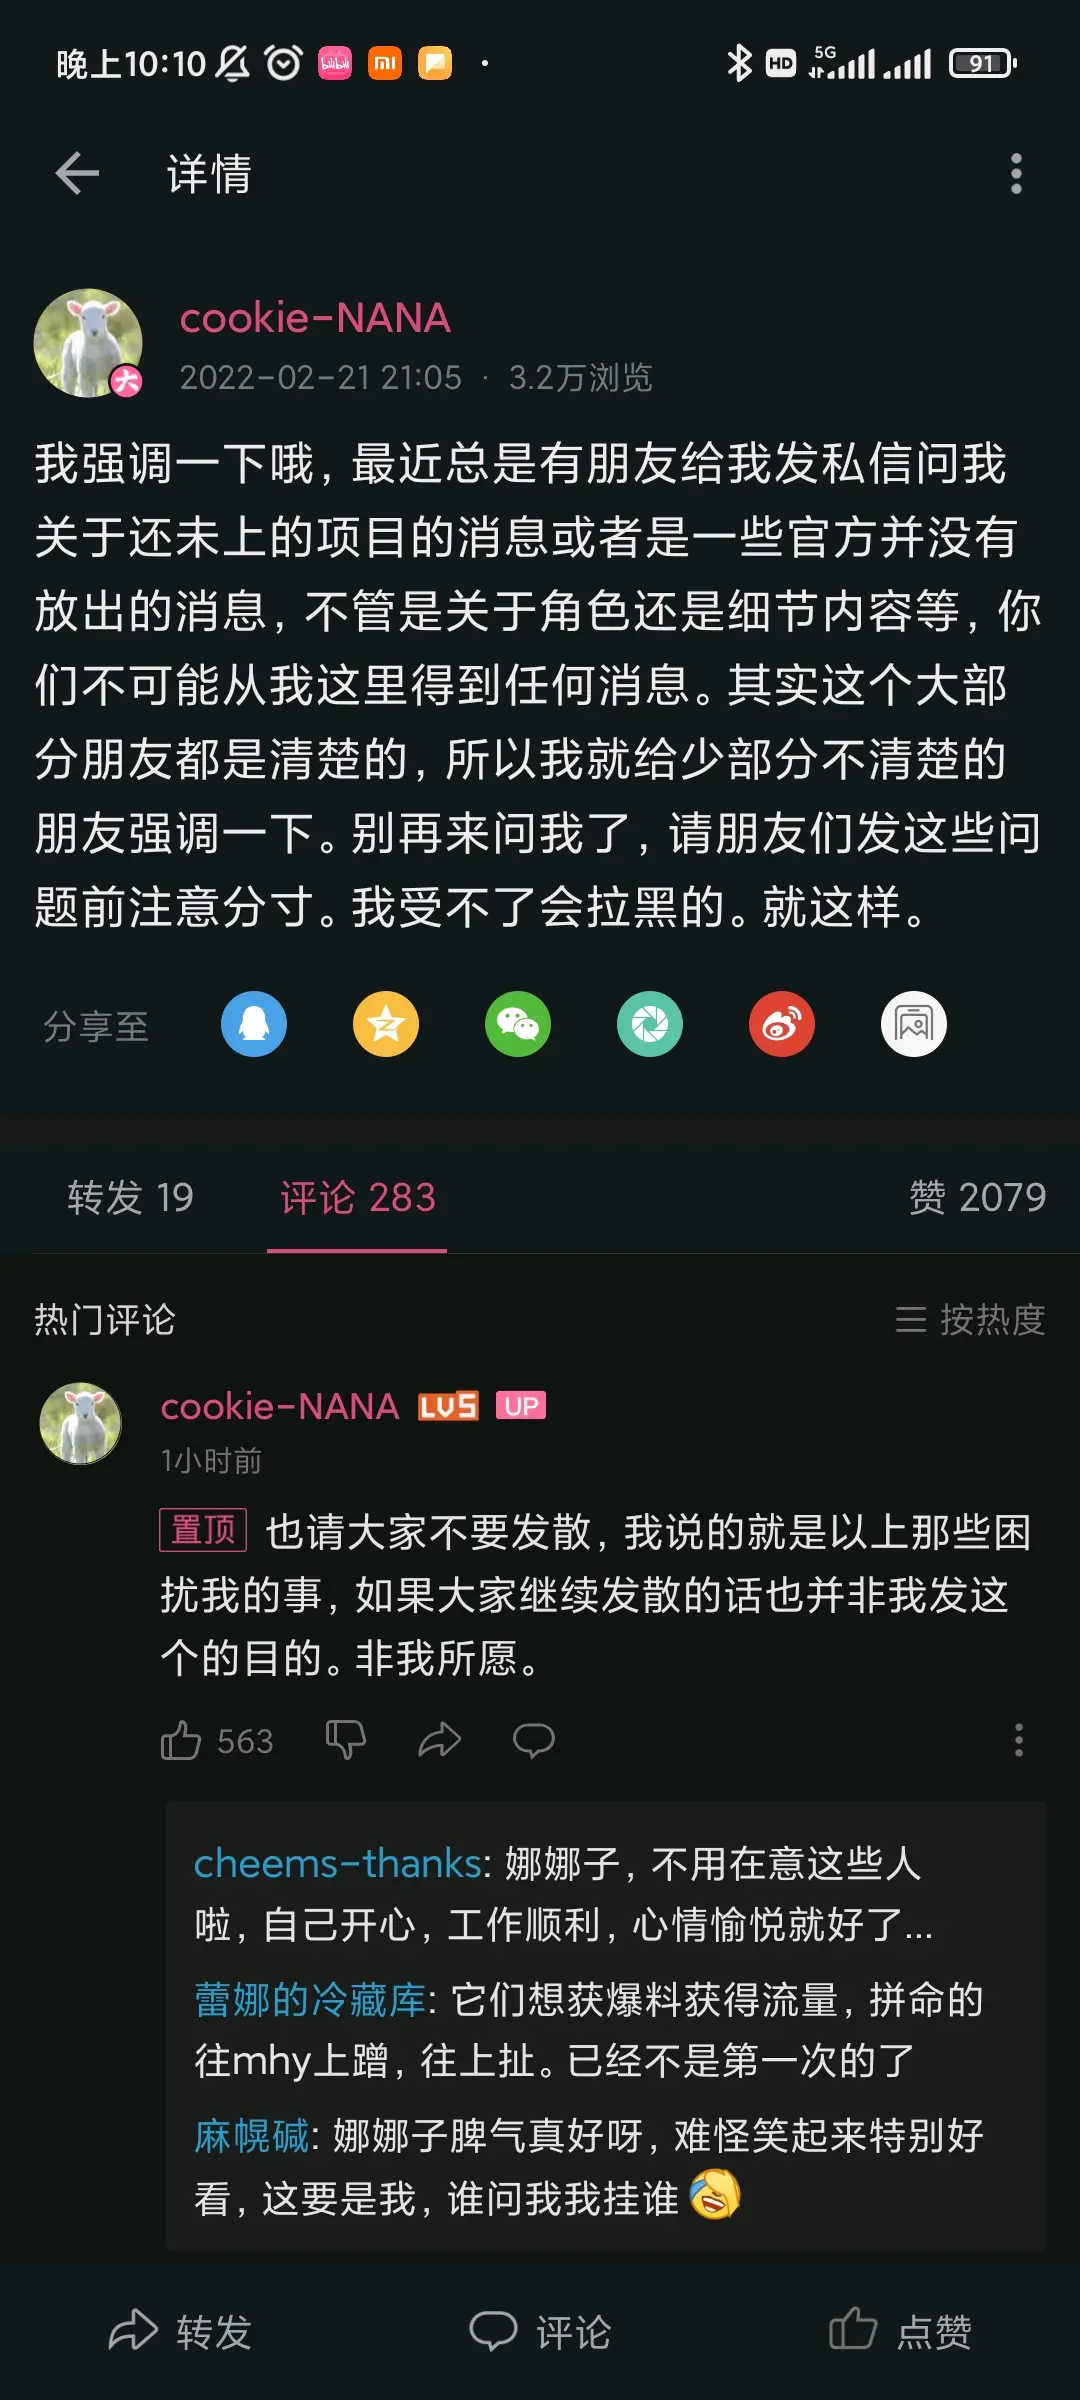 晚上10:10
HD 5G 91
详情
cookie-NANA
2022-02-21 21:05 · 3.2万浏览
我强调一下哦，最近总是有朋友给我发私信问我
关于还未上的项目的消息或者是一些官方并没有
放出的消息，不管是关于角色还是细节内容等，你
们不可能从我这里得到任何消息。其实这个大部
分朋友都是清楚的，所以我就给少部分不清楚的
朋友强调一下。别再来问我了，请朋友们发这些问
题前注意分寸。我受不了会拉黑的。就这样。
分享至
转发 19 评论 283 赞 2079
热门评论 按热度
cookie-NANA LV5 UP
1小时前
置顶 也请大家不要发散，我说的就是以上那些困
扰我的事，如果大家继续发散的话也并非我发这
个的目的。非我所愿。
563
cheems-thanks: 娜娜子，不用在意这些人
啦，自己开心，工作顺利，心情愉悦就好了...
蕾娜的冷藏库: 它们想获爆料获得流量，拼命的
往mhy上蹭，往上扯。已经不是第一次的了
麻幌碱: 娜娜子脾气真好呀，难怪笑起来特别好
看，这要是我，谁问我我挂谁
转发 评论 点赞